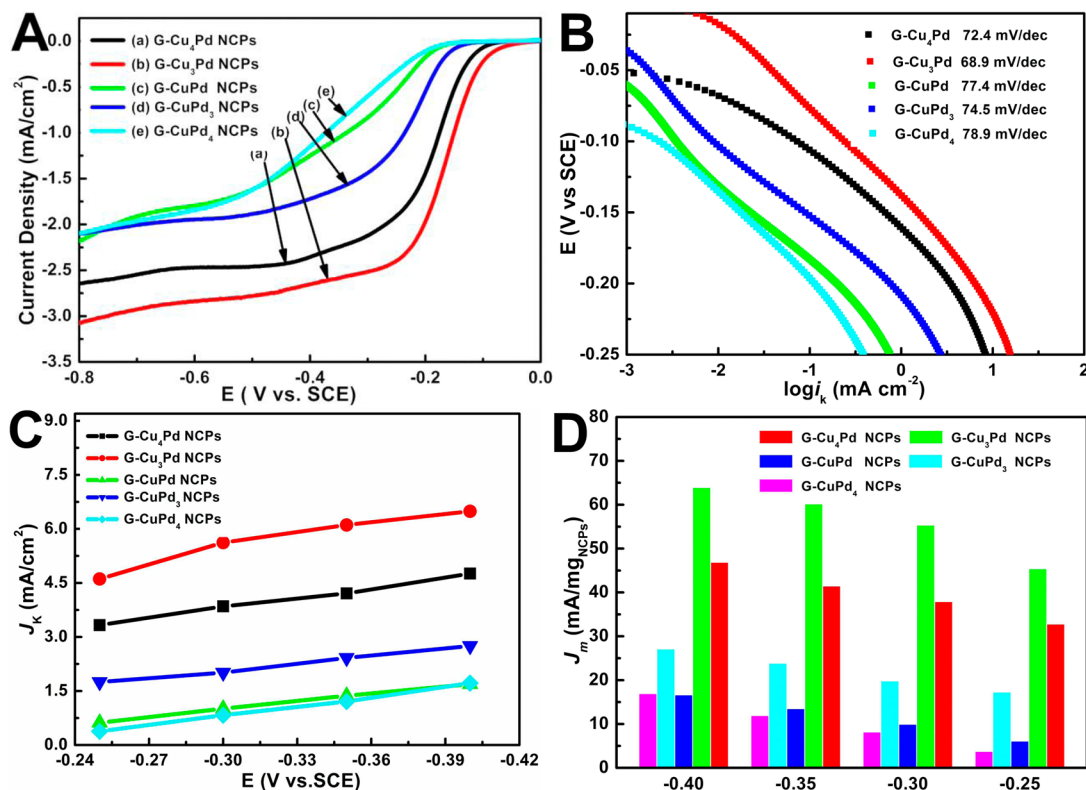 A
(a) G-Cu₄Pd NCPs
(b) G-Cu₃Pd NCPs
(c) G-CuPd NCPs
(d) G-CuPd₃ NCPs
(e) G-CuPd₄ NCPs
(a)
(b)
(d)
(c)
(e)
0.0
-0.5
-1.0
-1.5
-2.0
-2.5
-3.0
-3.5
Current Density (mA/cm²)
-0.8 -0.6 -0.4 -0.2 0.0
E ( V vs. SCE)
B
G-Cu₄Pd 72.4 mV/dec
G-Cu₃Pd 68.9 mV/dec
G-CuPd 77.4 mV/dec
G-CuPd₃ 74.5 mV/dec
G-CuPd₄ 78.9 mV/dec
-0.05
-0.10
-0.15
-0.20
-0.25
E (V vs SCE)
-3 -2 -1 0 1 2
logiₖ (mA cm⁻²)
C
G-Cu₄Pd NCPs
G-Cu₃Pd NCPs
G-CuPd NCPs
G-CuPd₃ NCPs
G-CuPd₄ NCPs
9.0
7.5
6.0
4.5
3.0
1.5
0.0
J_K (mA/cm²)
-0.24 -0.27 -0.30 -0.33 -0.36 -0.39 -0.42
E (V vs.SCE)
D
G-Cu₄Pd NCPs G-Cu₃Pd NCPs
G-CuPd NCPs G-CuPd₃ NCPs
G-CuPd₄ NCPs
80
70
60
50
40
30
20
10
0
Jₘ (mA/mg_NCPs)
-0.40 -0.35 -0.30 -0.25